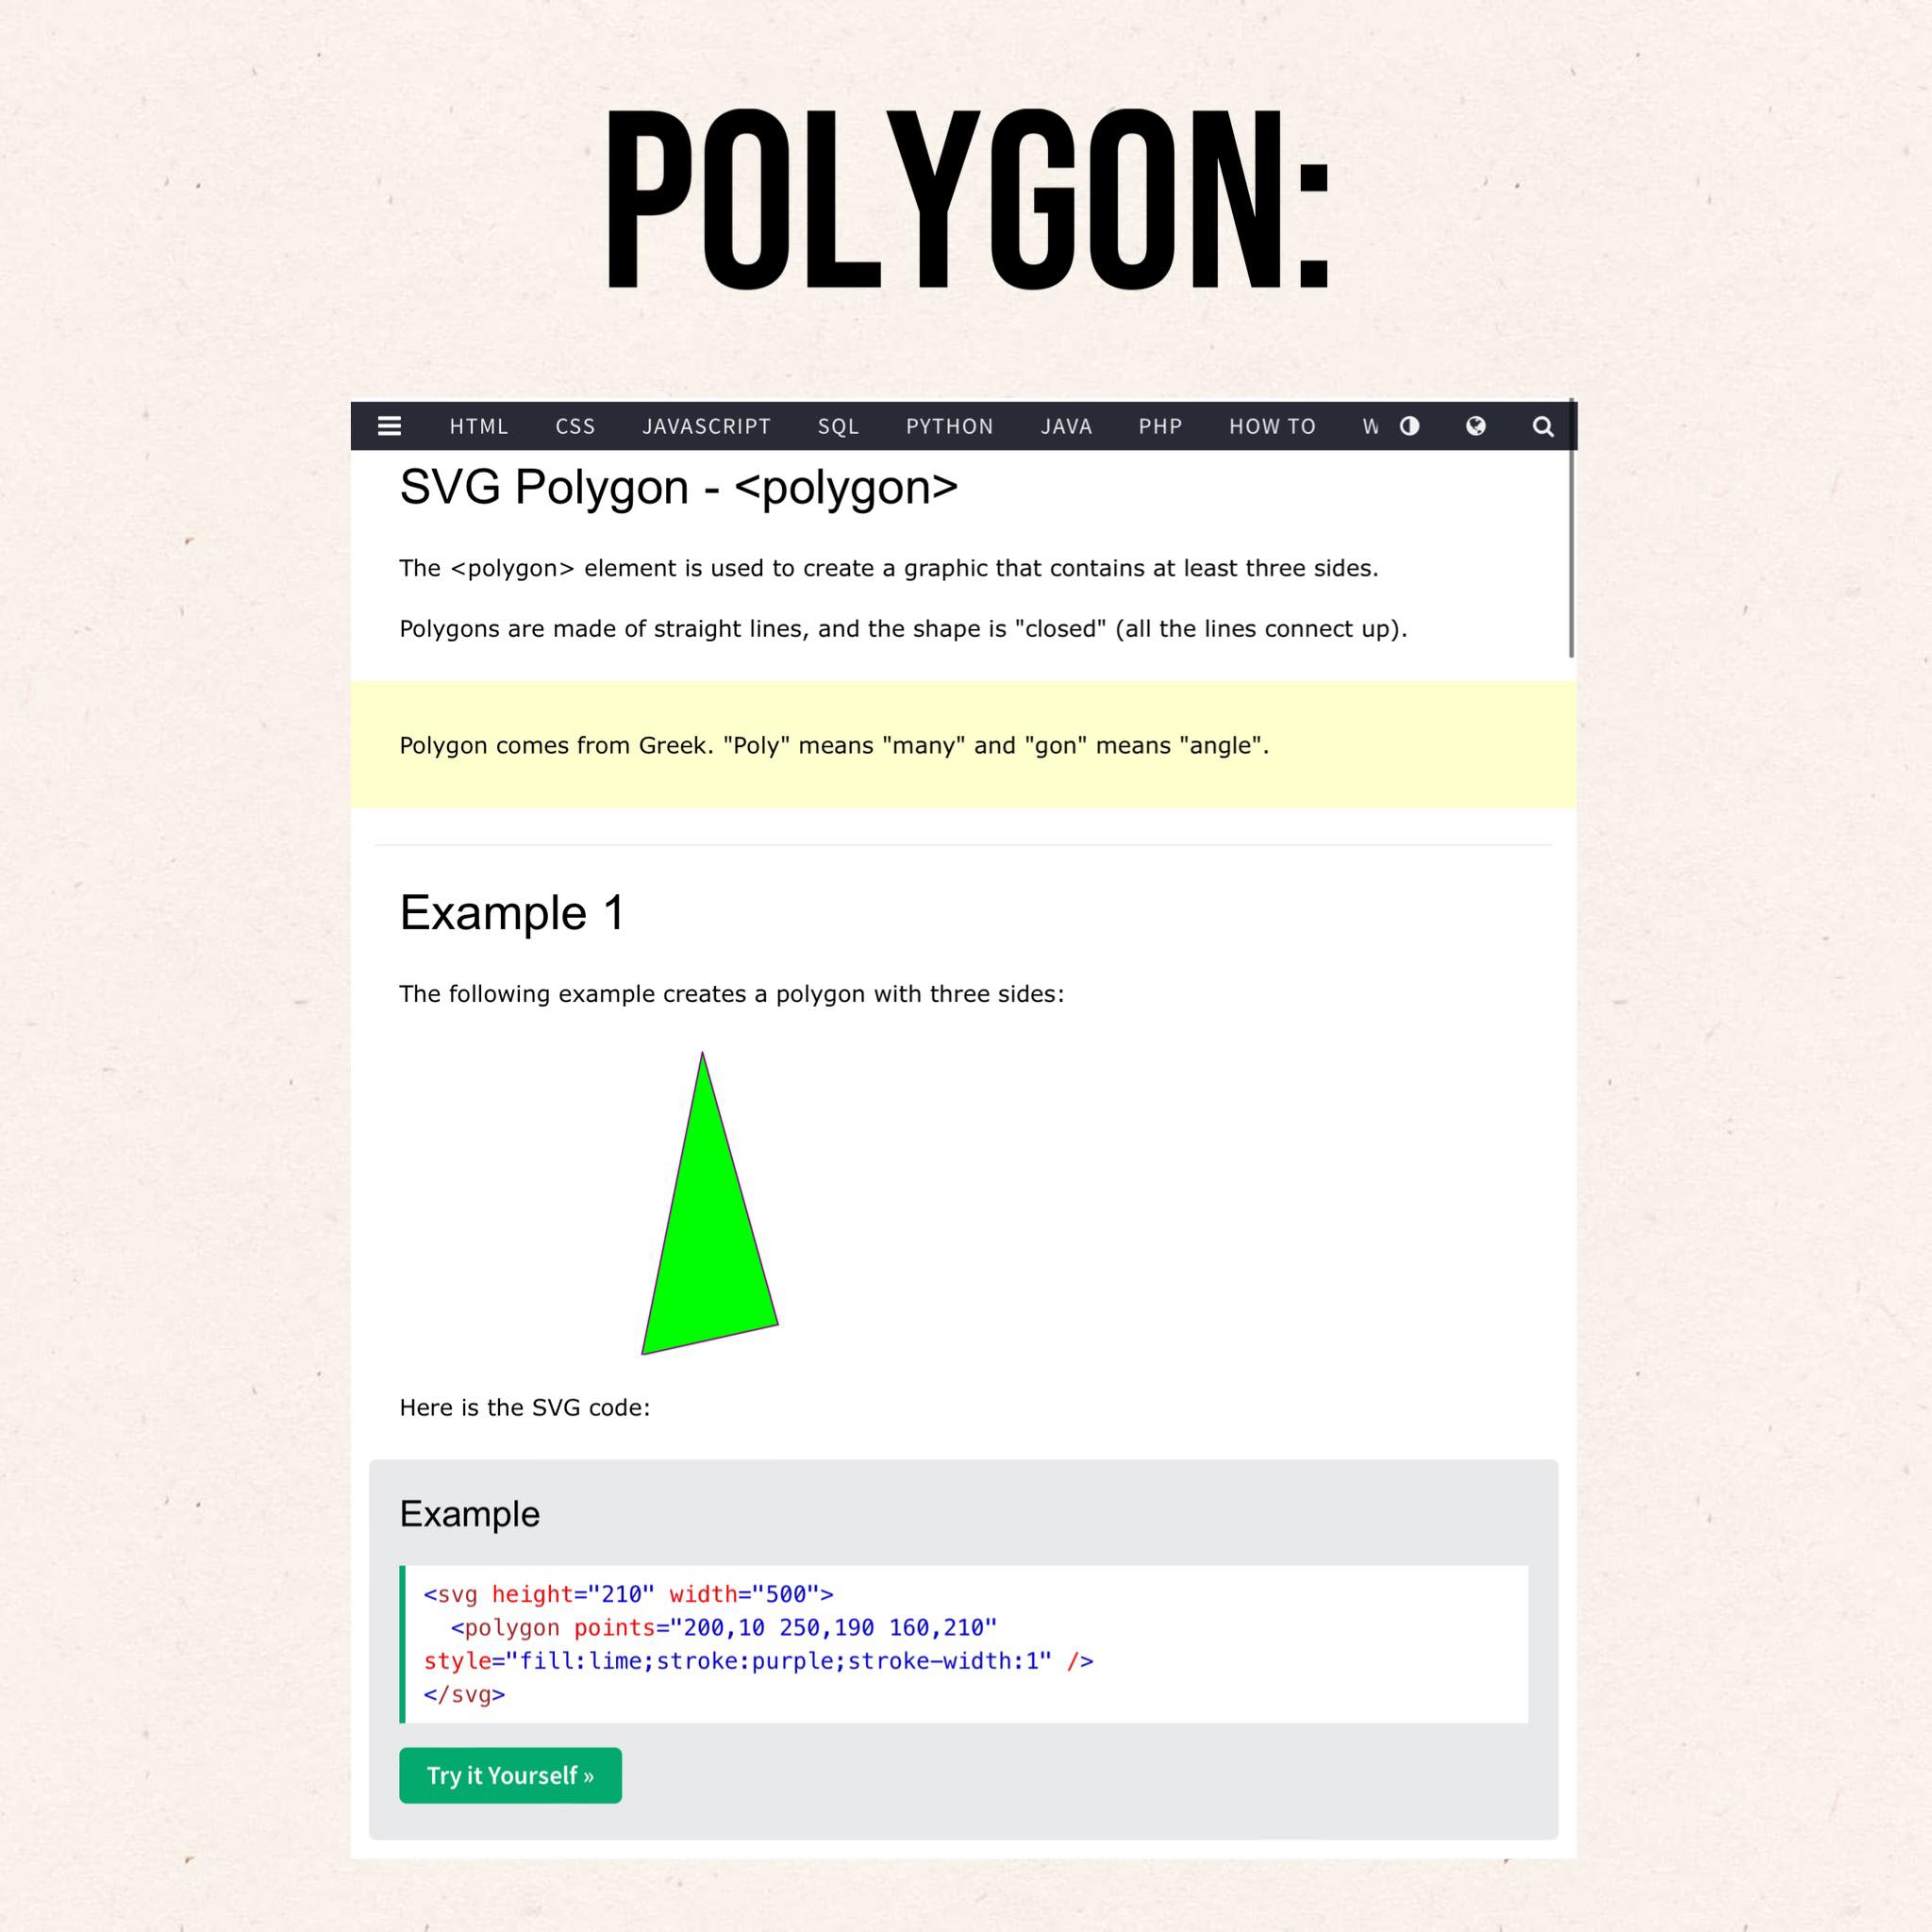 POLYGON:
HTML CSS JAVASCRIPT SQL PYTHON JAVA PHP HOW TO W
SVG Polygon - <polygon>
The <polygon> element is used to create a graphic that contains at least three sides.
Polygons are made of straight lines, and the shape is "closed" (all the lines connect up).
Polygon comes from Greek. "Poly" means "many" and "gon" means "angle".
Example 1
The following example creates a polygon with three sides:
Here is the SVG code:
Example
<svg height="210" width="500">
  <polygon points="200,10 250,190 160,210"
style="fill:lime;stroke:purple;stroke-width:1" />
</svg>
Try it Yourself »